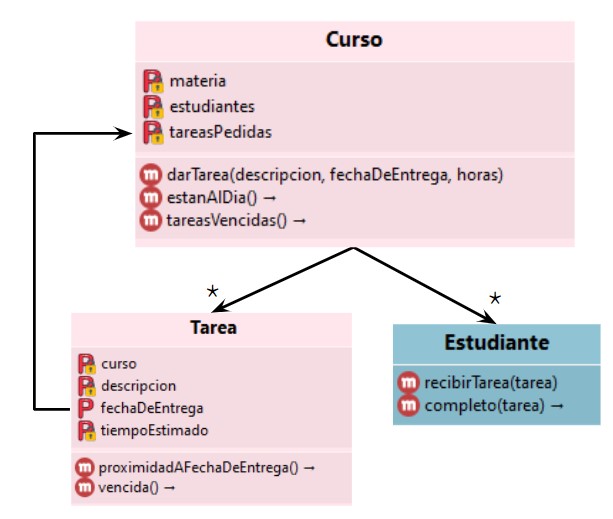 Curso
materia
estudiantes
tareasPedidas
darTarea(descripcion, fechaDeEntrega, horas)
estanAlDia() →
tareasVencidas() →
*
*
Tarea
curso
descripcion
fechaDeEntrega
tiempoEstimado
proximidadAFechaDeEntrega() →
vencida() →
Estudiante
recibirTarea(tarea)
completo(tarea) →